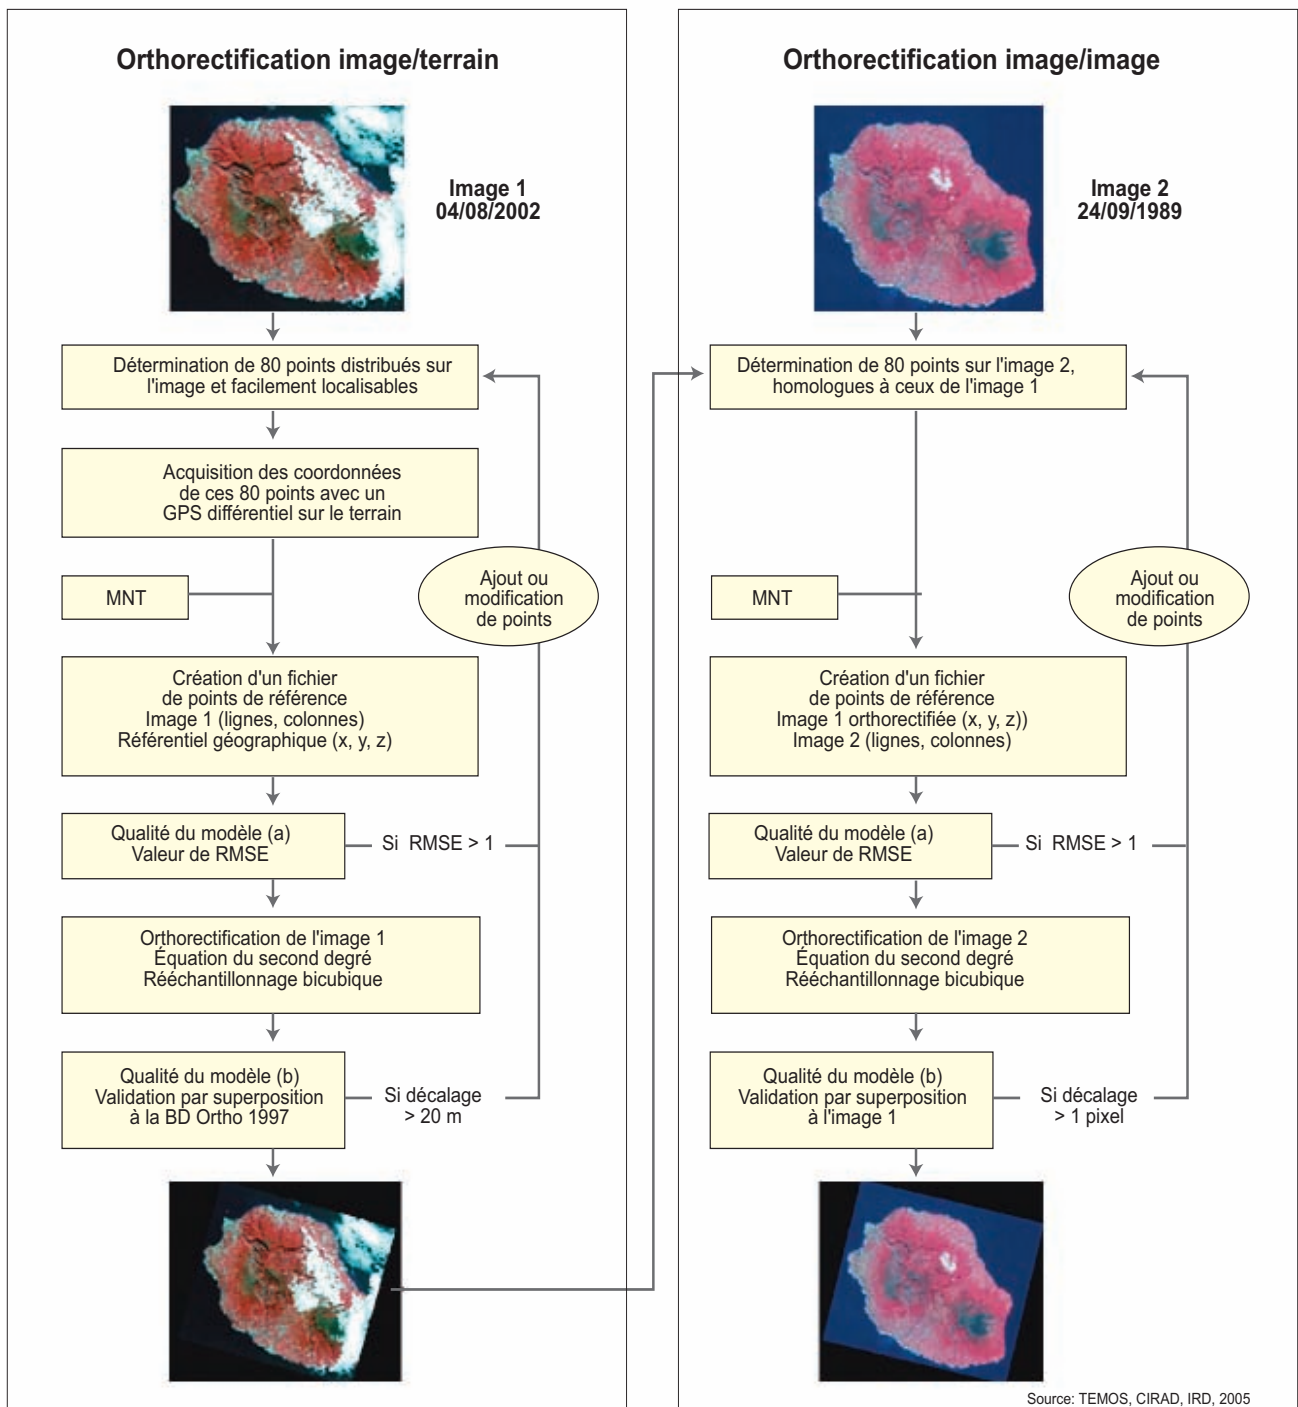 Orthorectification image/terrain
Image 1
04/08/2002
Détermination de 80 points distribués sur
l'image et facilement localisables
Acquisition des coordonnées
de ces 80 points avec un
GPS différentiel sur le terrain
MNT
Ajout ou
modification
de points
Création d'un fichier
de points de référence
Image 1 (lignes, colonnes)
Référentiel géographique (x, y, z)
Qualité du modèle (a)
Valeur de RMSE
Si RMSE > 1
Orthorectification de l'image 1
Équation du second degré
Rééchantillonnage bicubique
Qualité du modèle (b)
Validation par superposition
à la BD Ortho 1997
Si décalage
> 20 m
Orthorectification image/image
Image 2
24/09/1989
Détermination de 80 points sur l'image 2,
homologues à ceux de l'image 1
MNT
Ajout ou
modification
de points
Création d'un fichier
de points de référence
Image 1 orthorectifiée (x, y, z))
Image 2 (lignes, colonnes)
Qualité du modèle (a)
Valeur de RMSE
Si RMSE > 1
Orthorectification de l'image 2
Équation du second degré
Rééchantillonnage bicubique
Qualité du modèle (b)
Validation par superposition
à l'image 1
Si décalage
> 1 pixel
Source: TEMOS, CIRAD, IRD, 2005